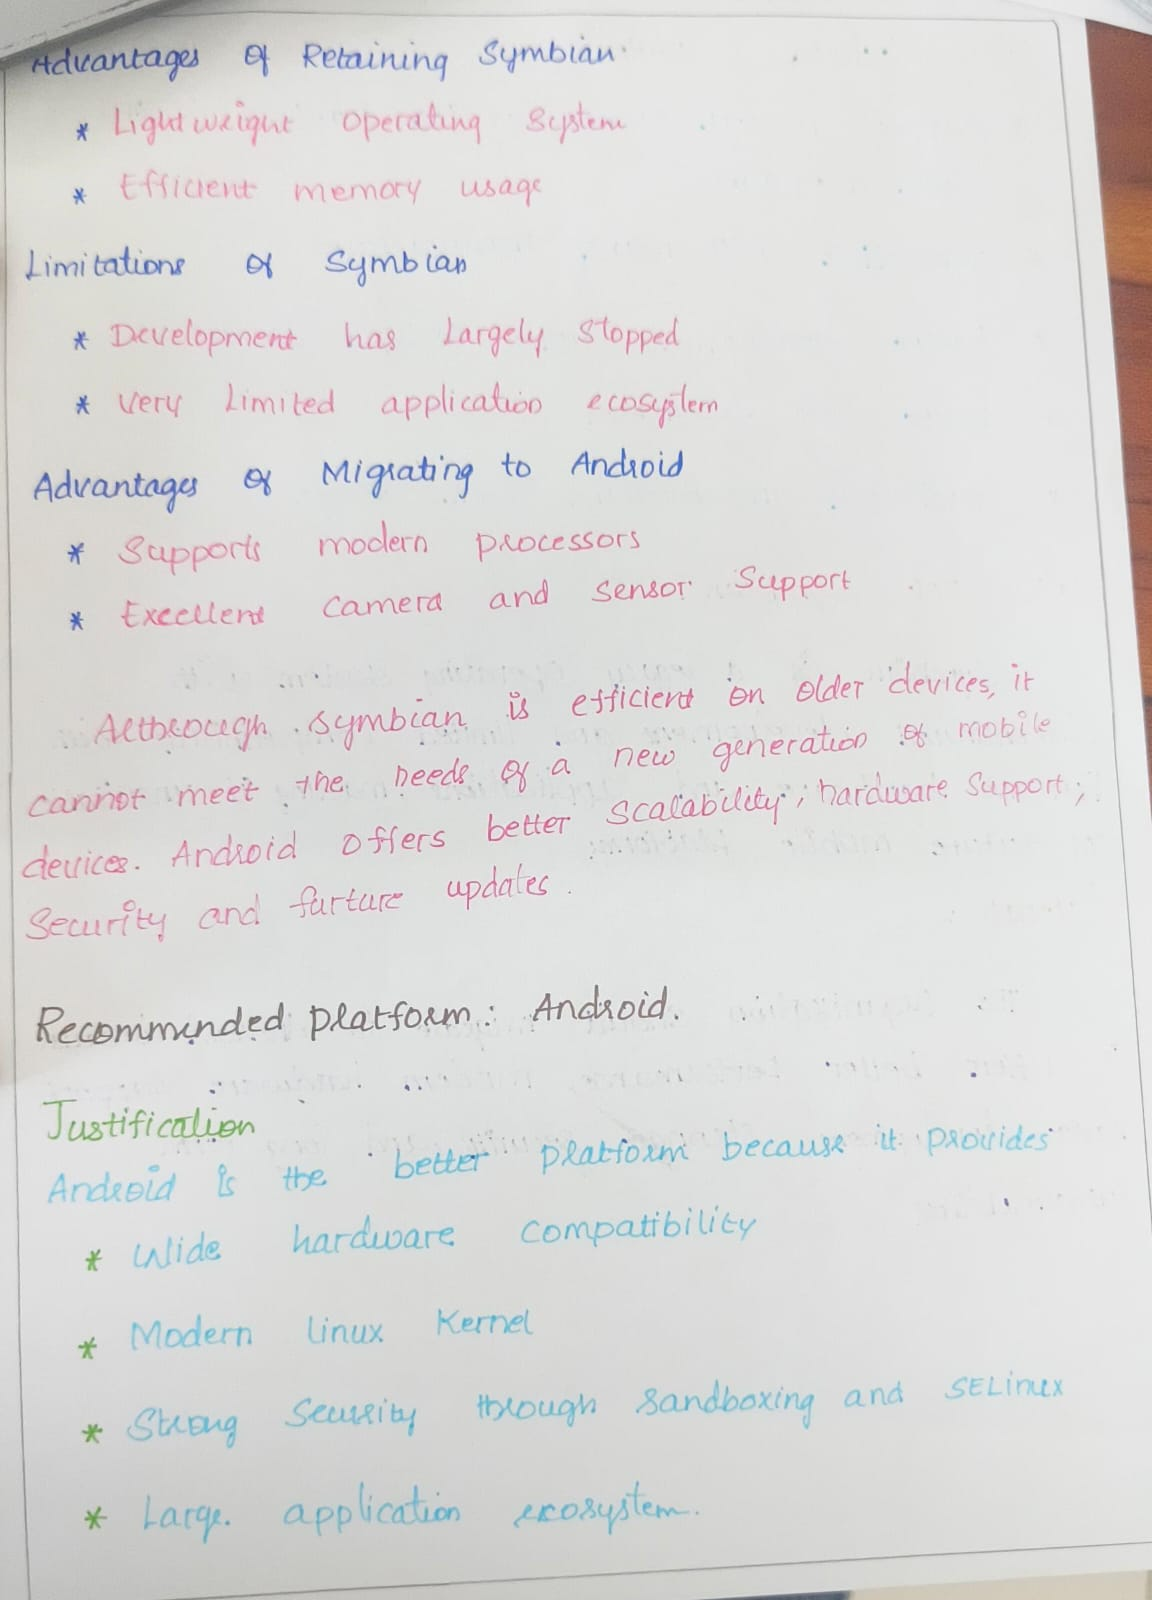 Advantages of Retaining Symbian
* Lightweight operating system
* Efficient memory usage
Limitations of Symbian
* Development has Largely Stopped
* Very Limited application ecosystem
Advantages of Migrating to Android
* Supports modern processors
* Excellent camera and sensor Support
Although Symbian is efficient on older devices, it
cannot meet the needs of a new generation of mobile
devices. Android offers better scalability, hardware support,
Security and furture updates.
Recommended platform: Android.
Justification
Android is the better platform because it provides
* Wide hardware compatibility
* Modern linux Kernel
* Strong Security through Sandboxing and SELinux
* Large. application ecosystem.